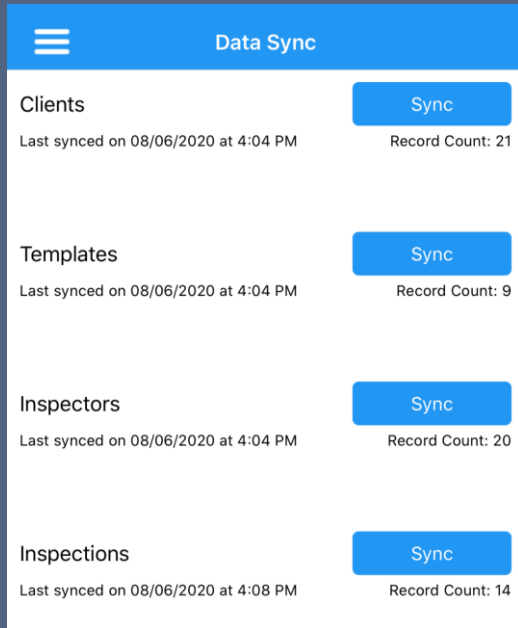 Data Sync
Clients
Sync
Last synced on 08/06/2020 at 4:04 PM
Record Count: 21
Templates
Sync
Last synced on 08/06/2020 at 4:04 PM
Record Count: 9
Inspectors
Sync
Last synced on 08/06/2020 at 4:04 PM
Record Count: 20
Inspections
Sync
Last synced on 08/06/2020 at 4:08 PM
Record Count: 14